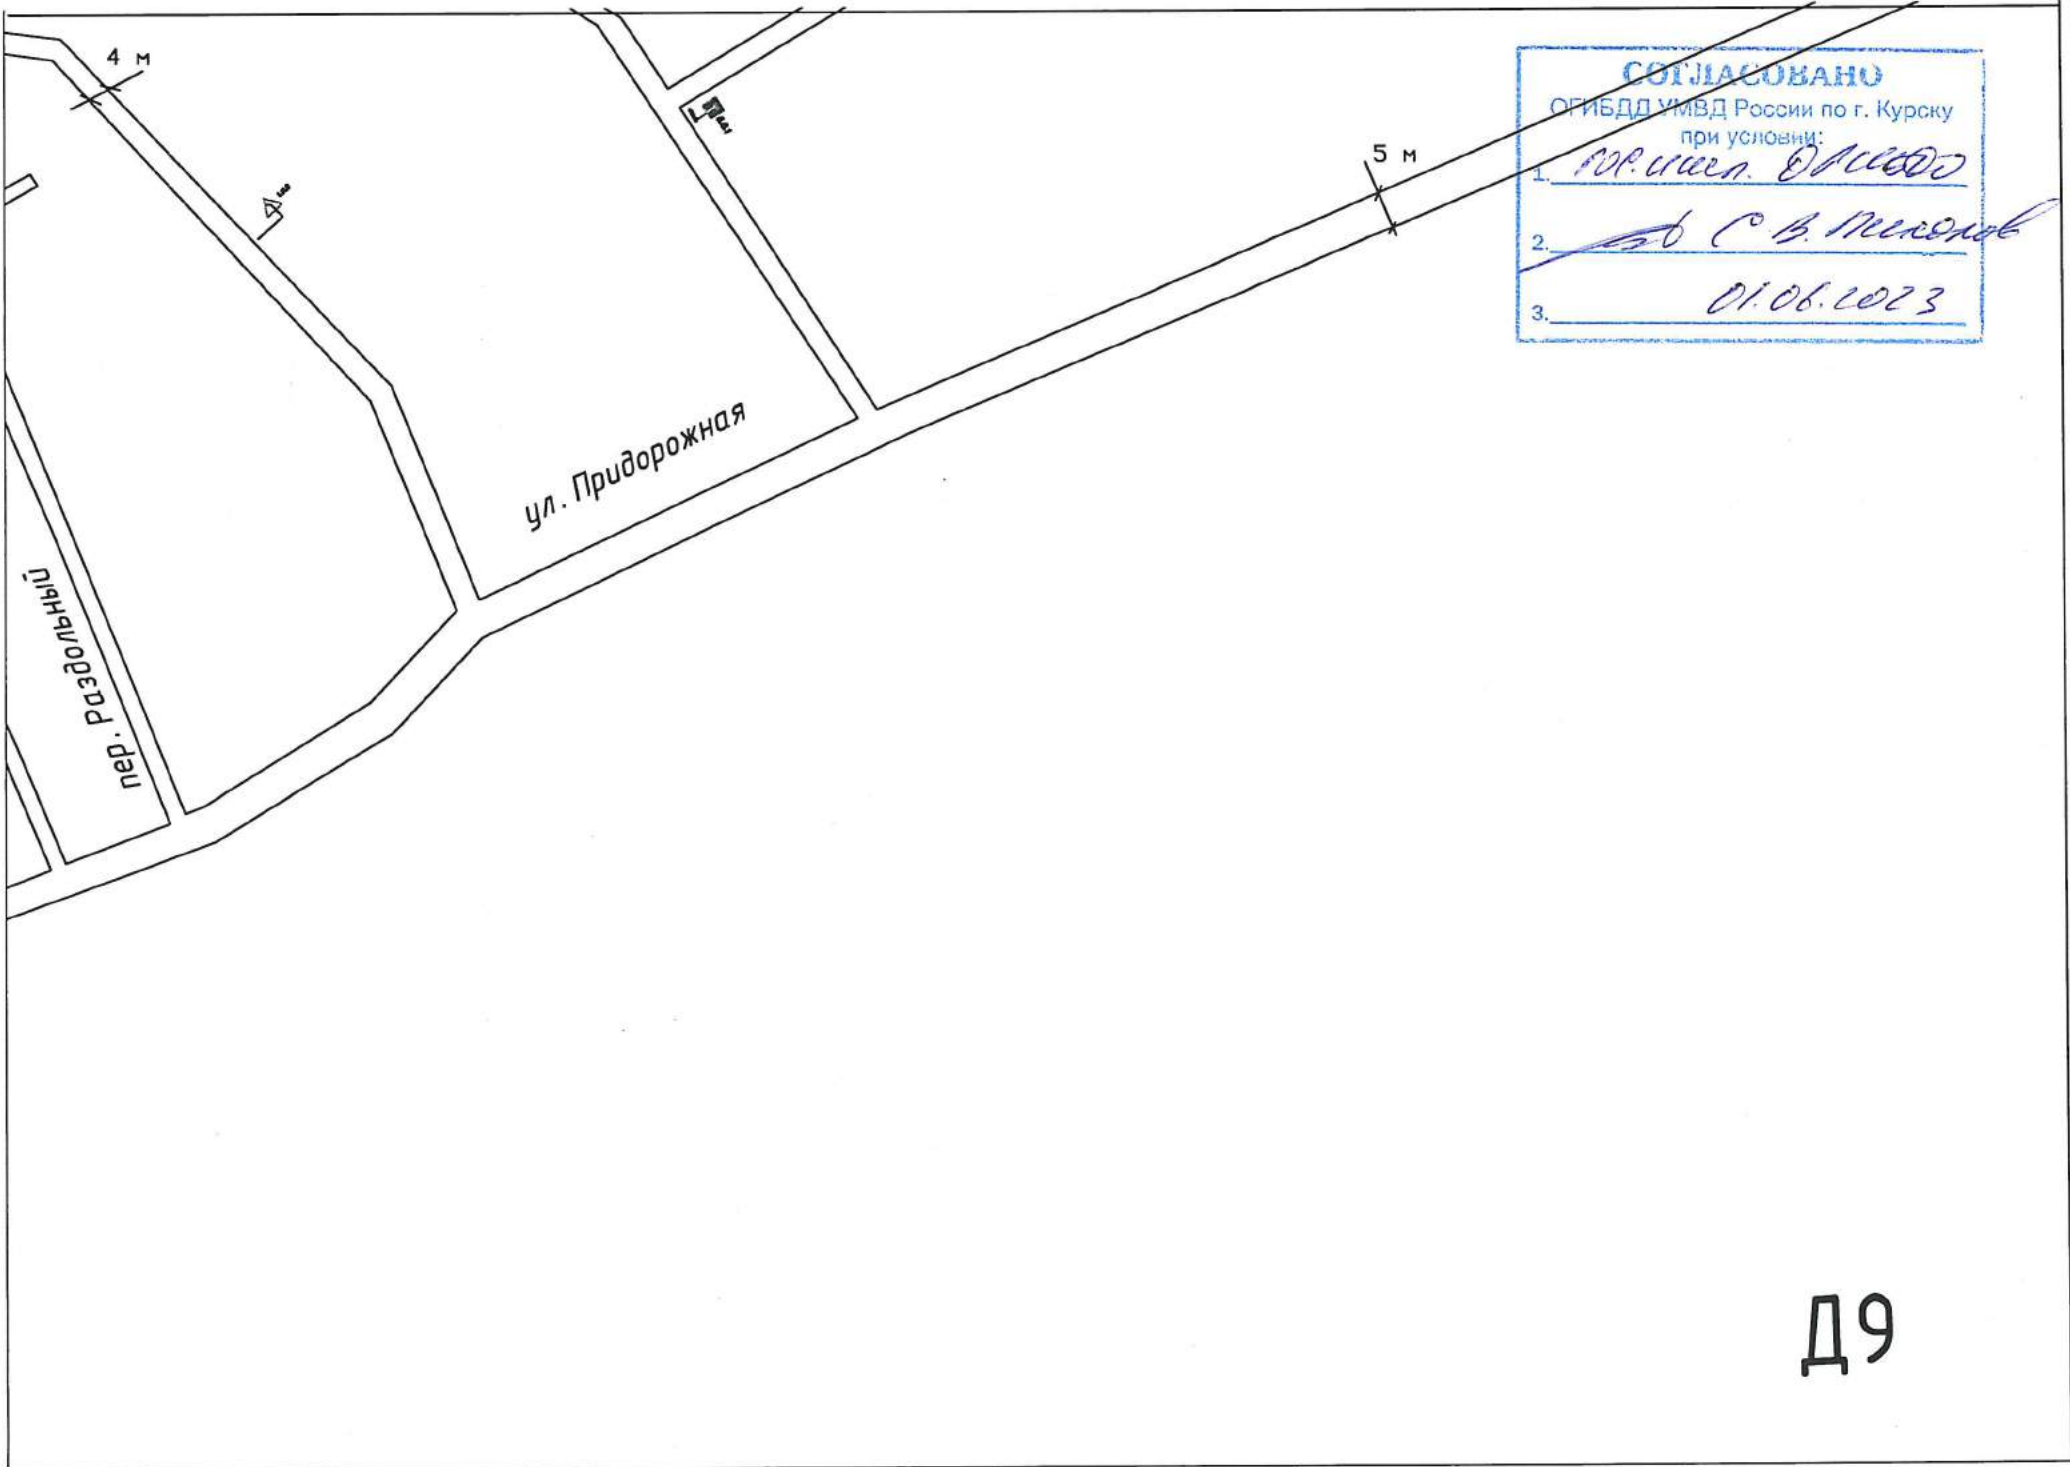 4 м
СОГЛАСОВАНО
ОГИБДД УМВД России по г. Курску
при условии:
5 м
1.
2. С.В.
3. 01.06.2023
ул. Придорожная
пер. Раздольный
Д9